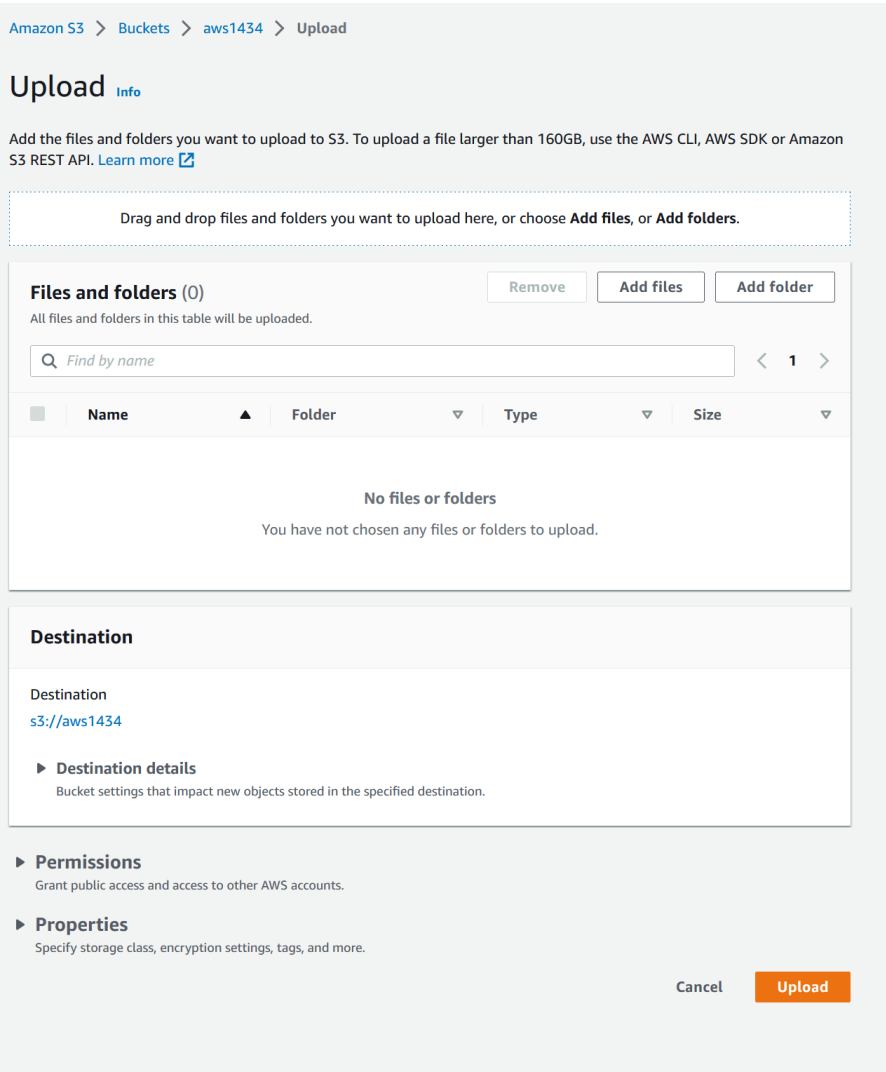 Amazon S3 > Buckets > aws1434 > Upload
Upload Info
Add the files and folders you want to upload to S3. To upload a file larger than 160GB, use the AWS CLI, AWS SDK or Amazon
S3 REST API. Learn more
Drag and drop files and folders you want to upload here, or choose Add files, or Add folders.
Files and folders (0)
Remove
Add files
Add folder
All files and folders in this table will be uploaded.
Find by name
1
Name Folder Type Size
No files or folders
You have not chosen any files or folders to upload.
Destination
Destination
s3://aws1434
Destination details
Bucket settings that impact new objects stored in the specified destination.
Permissions
Grant public access and access to other AWS accounts.
Properties
Specify storage class, encryption settings, tags, and more.
Cancel Upload